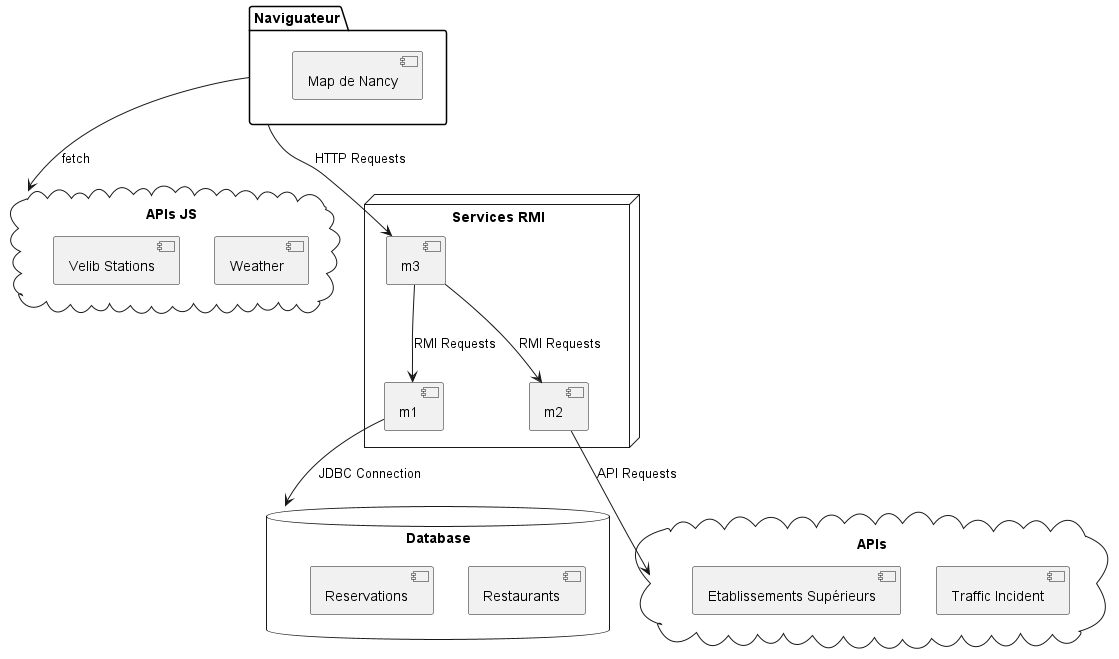 Naviguateur
Map de Nancy
fetch
HTTP Requests
APIs JS
Velib Stations
Weather
Services RMI
m3
RMI Requests
RMI Requests
m1
m2
JDBC Connection
API Requests
Database
Reservations
Restaurants
APIs
Etablissements Supérieurs
Traffic Incident